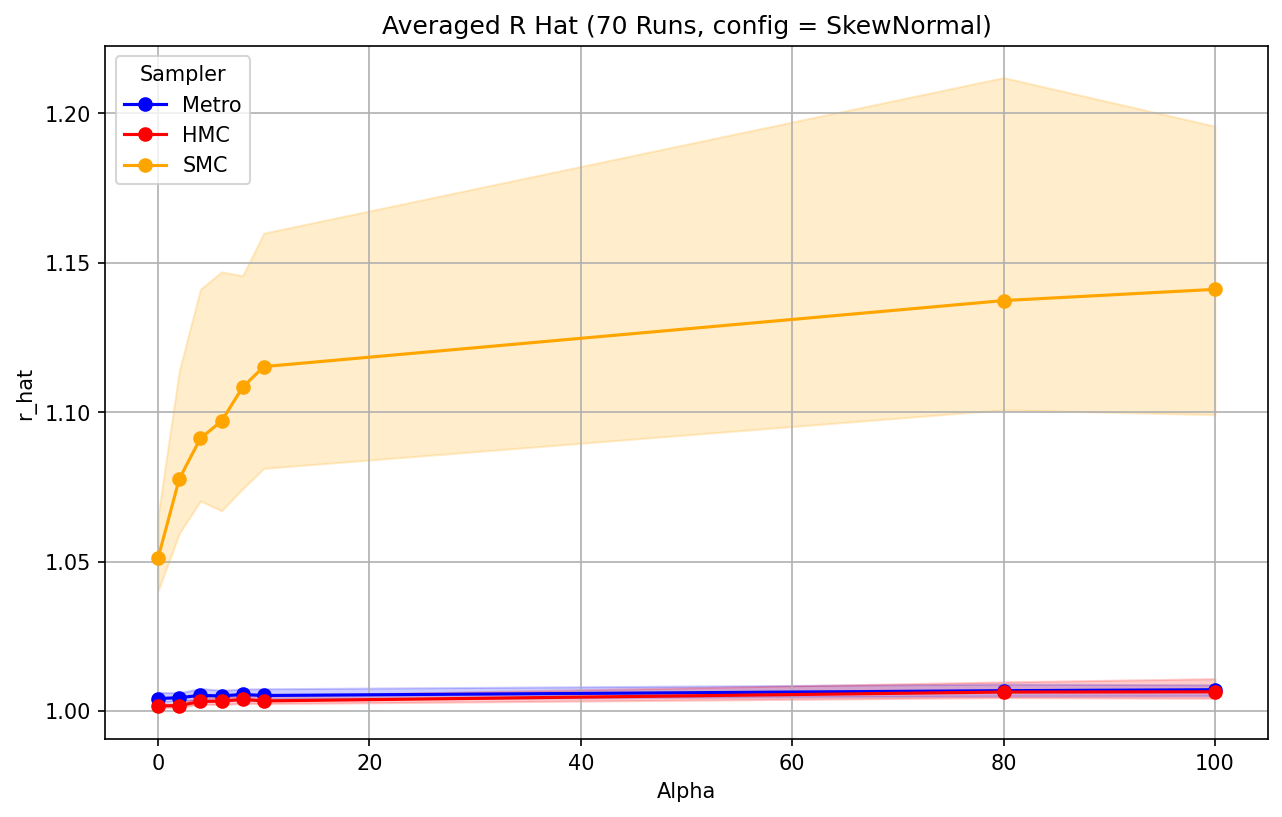 Averaged R Hat (70 Runs, config = SkewNormal)
Sampler
Metro
HMC
SMC
1.20
1.15
1.10
1.05
1.00
r_hat
0 20 40 60 80 100
Alpha